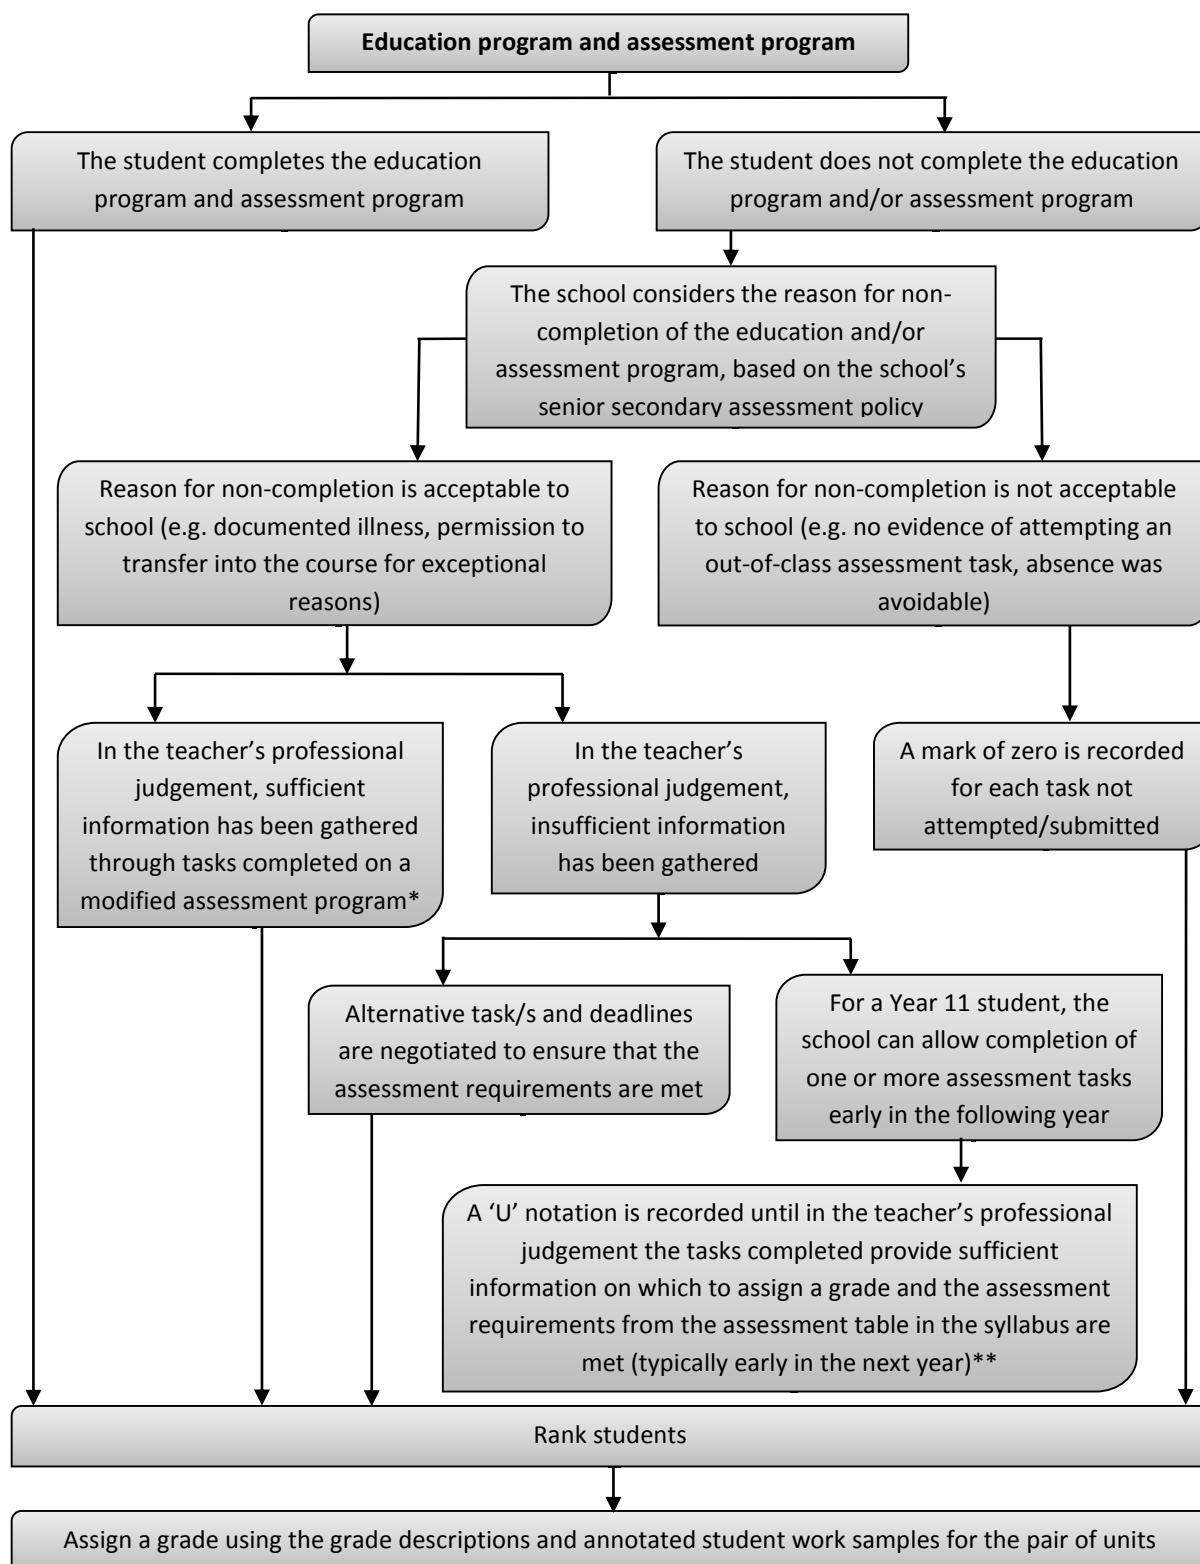 Education program and assessment program
The student completes the education
program and assessment program
The student does not complete the education
program and/or assessment program
The school considers the reason for non-
completion of the education and/or
assessment program, based on the school’s
senior secondary assessment policy
Reason for non-completion is acceptable to
school (e.g. documented illness, permission to
transfer into the course for exceptional
reasons)
Reason for non-completion is not acceptable
to school (e.g. no evidence of attempting an
out-of-class assessment task, absence was
avoidable)
In the teacher’s professional
judgement, sufficient
information has been gathered
through tasks completed on a
modified assessment program*
In the teacher’s
professional judgement,
insufficient information
has been gathered
A mark of zero is recorded
for each task not
attempted/submitted
Alternative task/s and deadlines
are negotiated to ensure that the
assessment requirements are met
For a Year 11 student, the
school can allow completion of
one or more assessment tasks
early in the following year
A ‘U’ notation is recorded until in the teacher’s professional
judgement the tasks completed provide sufficient
information on which to assign a grade and the assessment
requirements from the assessment table in the syllabus are
met (typically early in the next year)**
Rank students
Assign a grade using the grade descriptions and annotated student work samples for the pair of units